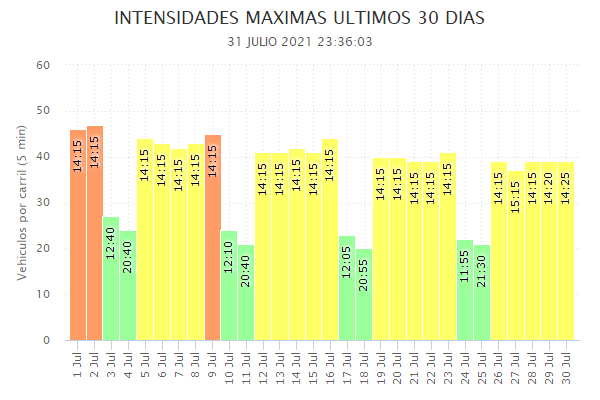 INTENSIDADES MAXIMAS ULTIMOS 30 DIAS
31 JULIO 2021 23:36:03
Vehiculos por carril (5 min)
60
50
40
30
20
10
0
14:15
14:15
12:40
20:40
14:15
14:15
14:15
14:15
14:15
12:10
20:40
14:15
14:15
14:15
14:15
14:15
12:05
20:55
14:15
14:15
14:15
14:15
14:15
11:55
21:30
14:15
15:15
14:15
14:20
14:25
1 Jul
2 Jul
3 Jul
4 Jul
5 Jul
6 Jul
7 Jul
8 Jul
9 Jul
10 Jul
11 Jul
12 Jul
13 Jul
14 Jul
15 Jul
16 Jul
17 Jul
18 Jul
19 Jul
20 Jul
21 Jul
22 Jul
23 Jul
24 Jul
25 Jul
26 Jul
27 Jul
28 Jul
29 Jul
30 Jul